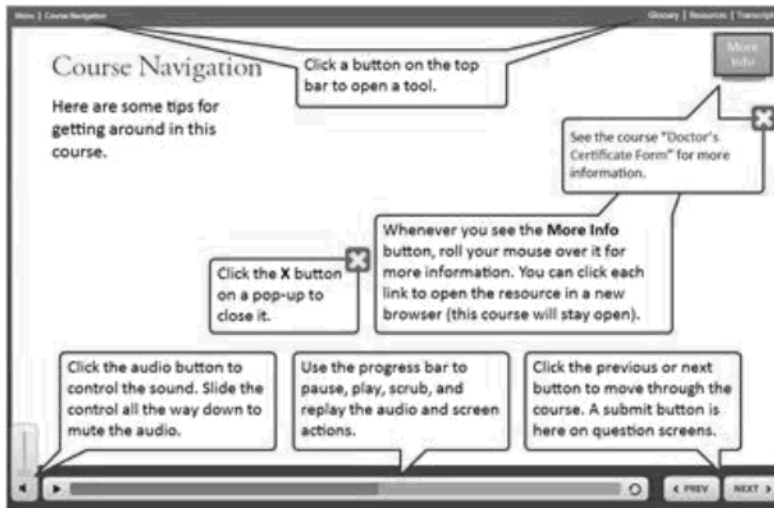 Menu | Course Navigation
Glossary | Resources | Transcript
Course Navigation
Here are some tips for
getting around in this
course.
Click a button on the top
bar to open a tool.
More
Info
See the course "Doctor's
Certificate Form" for more
information.
Whenever you see the More Info
button, roll your mouse over it for
more information. You can click each
link to open the resource in a new
browser (this course will stay open).
Click the X button
on a pop-up to
close it.
Click the audio button to
control the sound. Slide the
control all the way down to
mute the audio.
Use the progress bar to
pause, play, scrub, and
replay the audio and screen
actions.
Click the previous or next
button to move through the
course. A submit button is
here on question screens.
PREV
NEXT